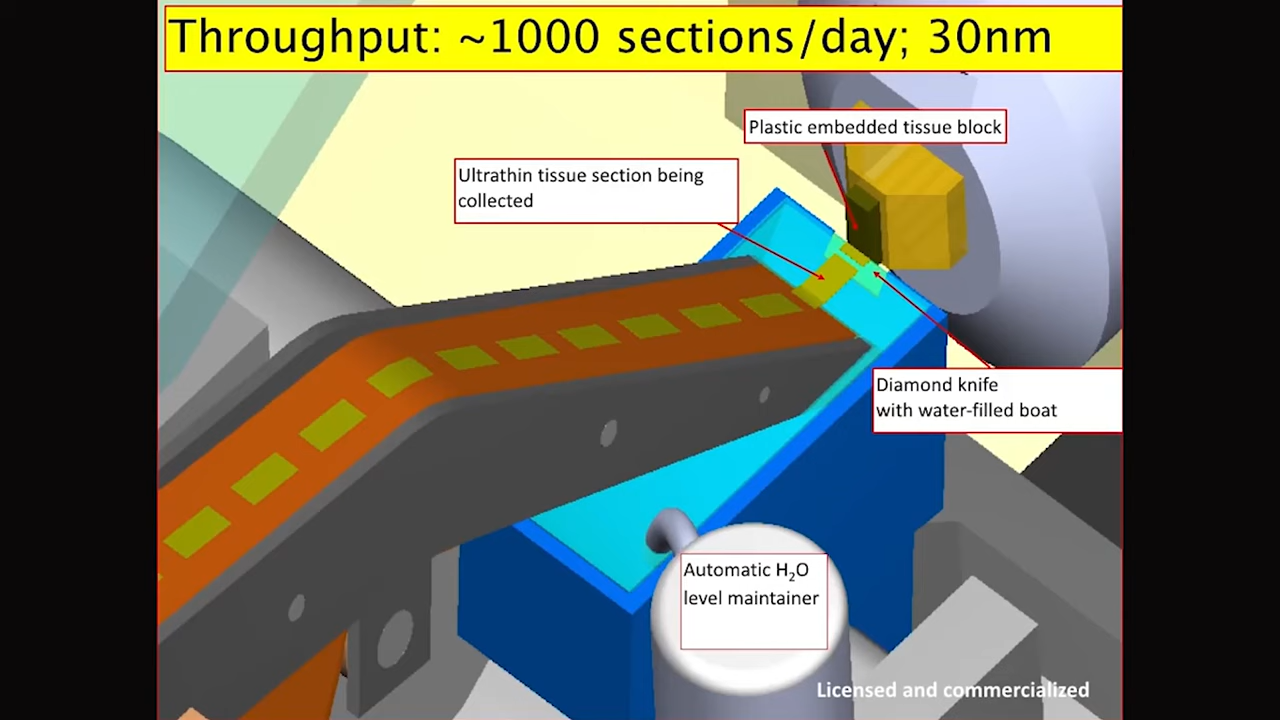 Throughput: ~1000 sections/day; 30nm
Plastic embedded tissue block
Ultrathin tissue section being
collected
Diamond knife
with water-filled boat
Automatic H₂O
level maintainer
Licensed and commercialized